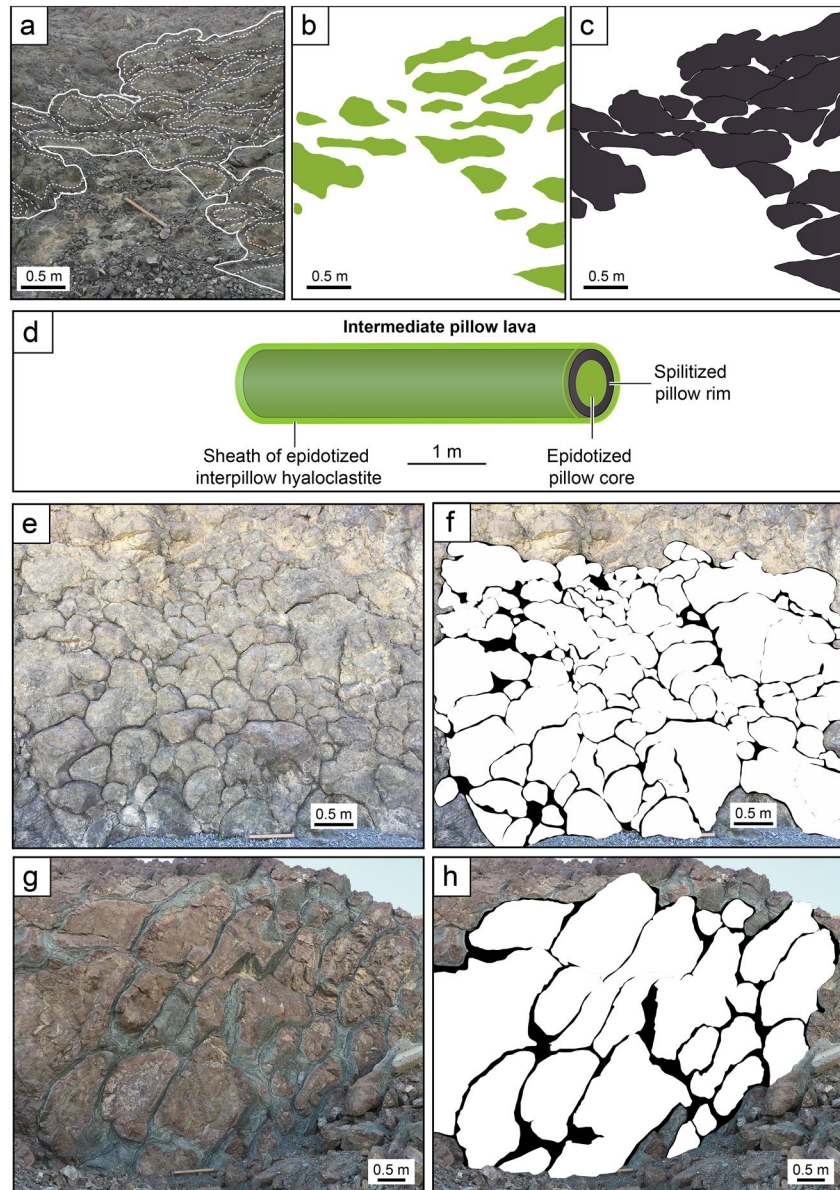 a
0.5 m
b
0.5 m
c
0.5 m
d
Intermediate pillow lava
Spilitized
pillow rim
Sheath of epidotized
interpillow hyaloclastite
1 m
Epidotized
pillow core
e
0.5 m
f
0.5 m
g
0.5 m
h
0.5 m